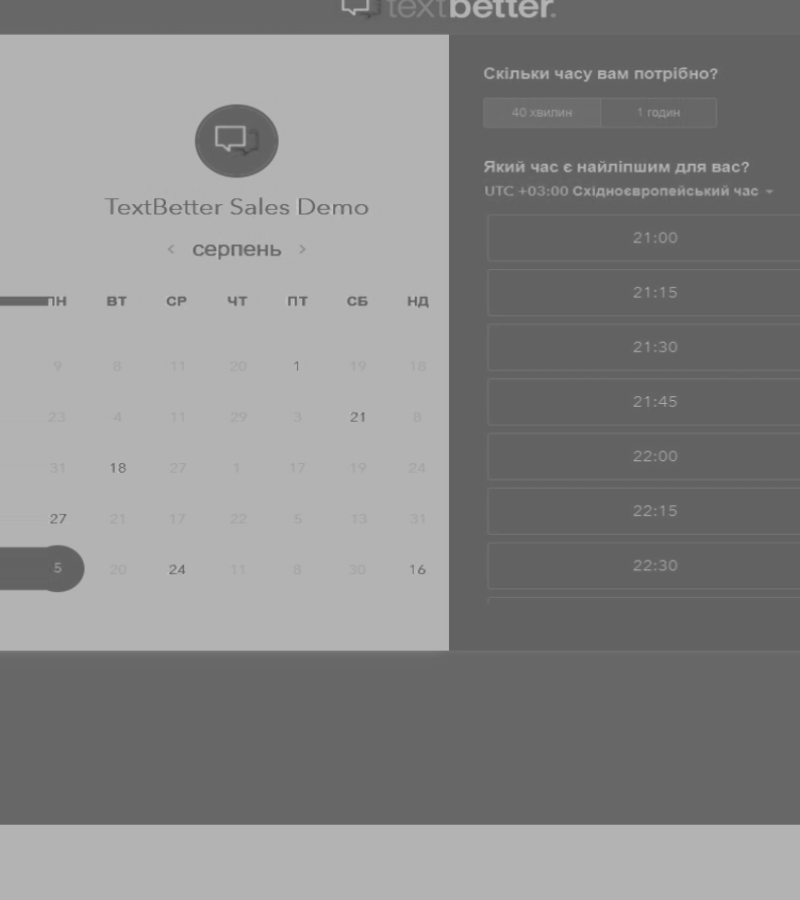 textbetter.
TextBetter Sales Demo
< серпень >
ПН ВТ СР ЧТ ПТ СБ НД
9 8 11 20 1 19 18
23 4 11 29 3 21 8
31 18 27 1 17 19 24
27 21 17 22 5 13 31
5 20 24 11 8 30 16
Скільки часу вам потрібно?
40 хвилин 1 годин
Який час є найліпшим для вас?
UTC +03:00 Східноєвропейський час
21:00
21:15
21:30
21:45
22:00
22:15
22:30